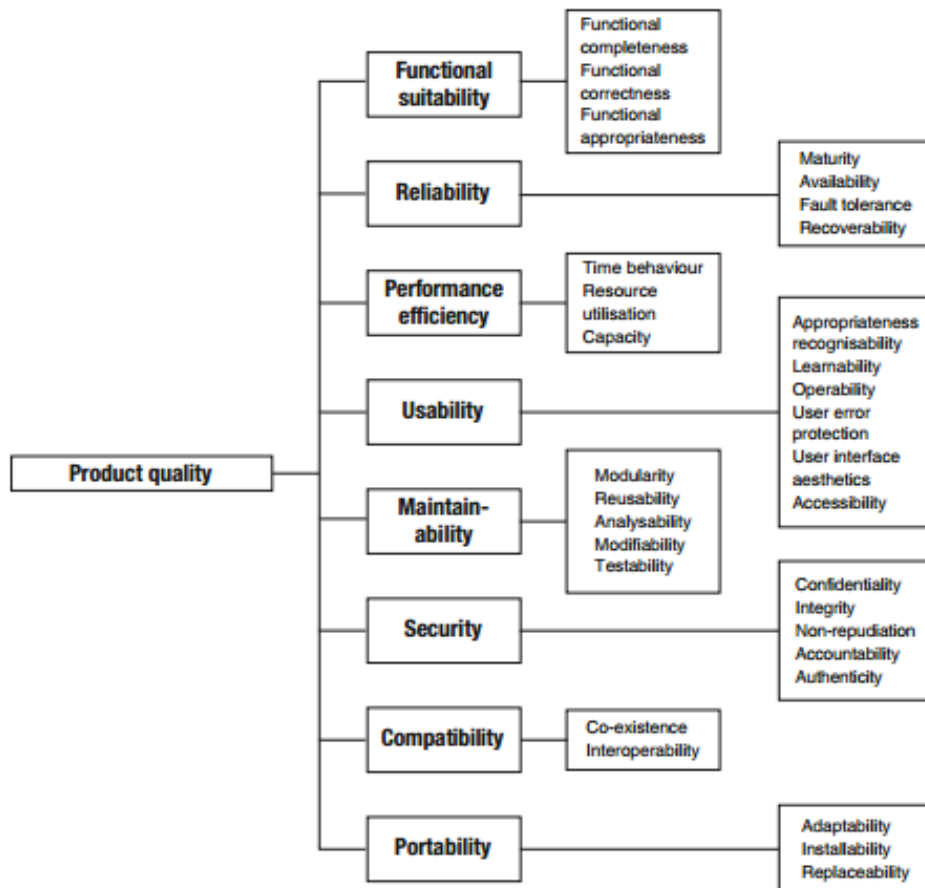 Functional
completeness
Functional
correctness
Functional
appropriateness
Functional
suitability
Maturity
Availability
Fault tolerance
Recoverability
Reliability
Time behaviour
Resource
utilisation
Capacity
Performance
efficiency
Appropriateness
recognisability
Learnability
Operability
User error
protection
User interface
aesthetics
Accessibility
Usability
Product quality
Modularity
Reusability
Analysability
Modifiability
Testability
Maintain-
ability
Confidentiality
Integrity
Non-repudiation
Accountability
Authenticity
Security
Co-existence
Interoperability
Compatibility
Adaptability
Installability
Replaceability
Portability